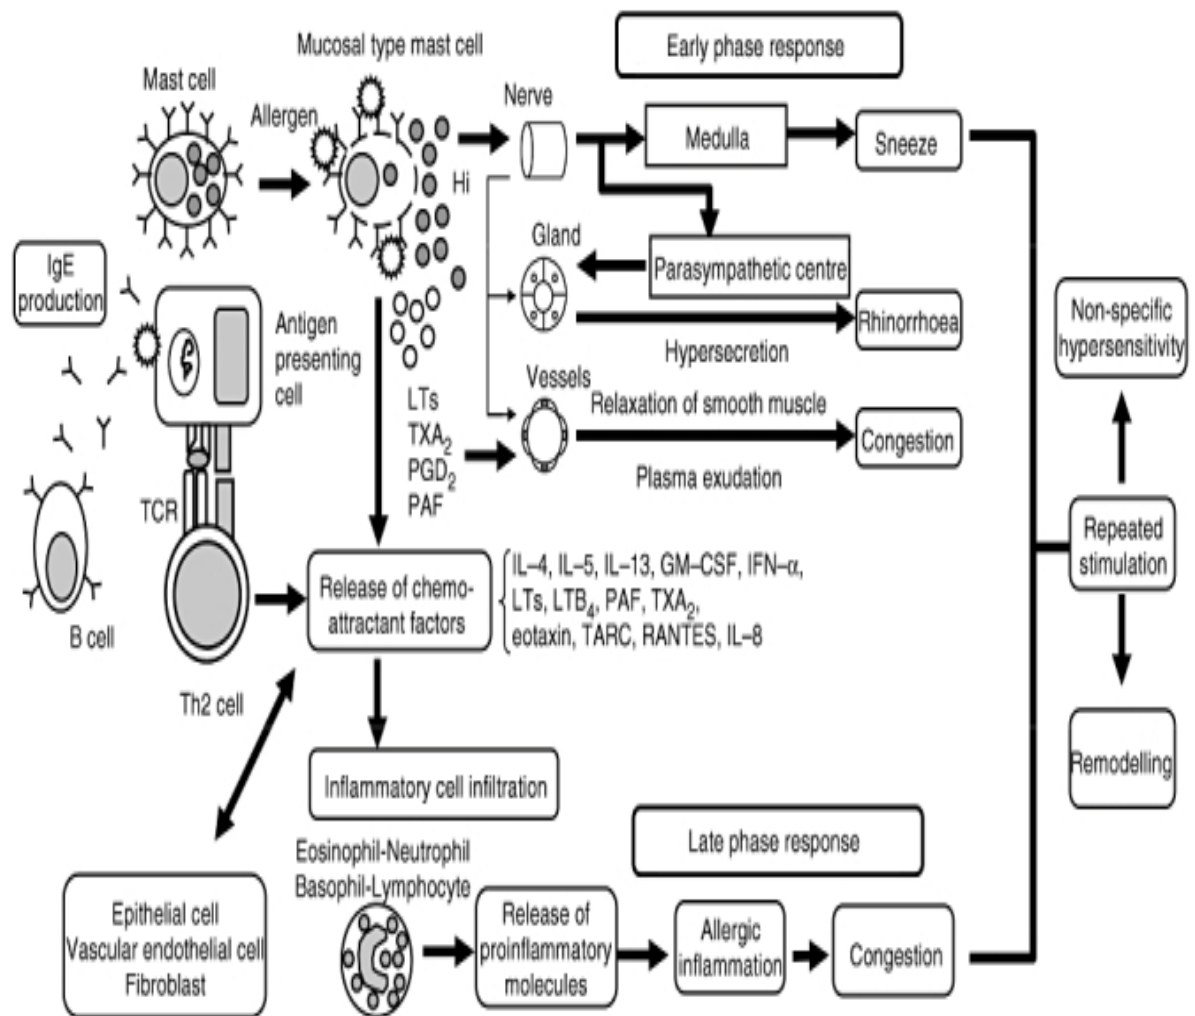 Early phase response
Mucosal type mast cell
Mast cell
Allergen
Nerve
Medulla
Sneeze
Hi
Gland
Parasympathetic centre
IgE
production
Antigen
presenting
cell
Rhinorrhoea
Hypersecretion
Non-specific
hypersensitivity
Vessels
LTs
TXA2
PGD2
PAF
Relaxation of smooth muscle
Congestion
Plasma exudation
TCR
Repeated
stimulation
Release of chemo-
attractant factors
IL–4, IL–5, IL–13, GM–CSF, IFN–α,
LTs, LTB4, PAF, TXA2,
eotaxin, TARC, RANTES, IL–8
B cell
Th2 cell
Inflammatory cell infiltration
Remodelling
Late phase response
Eosinophil-Neutrophil
Basophil-Lymphocyte
Epithelial cell
Vascular endothelial cell
Fibroblast
Release of
proinflammatory
molecules
Allergic
inflammation
Congestion